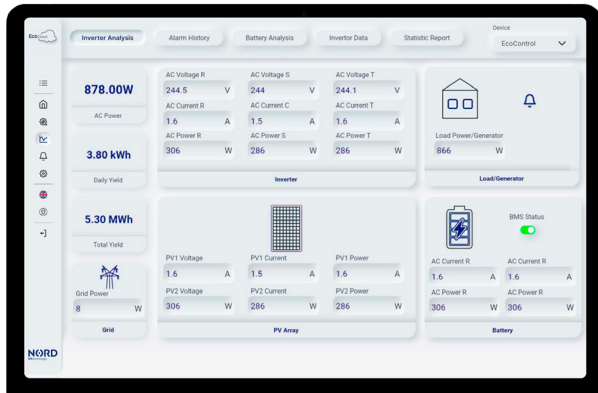 Eco
Inverter Analysis
Alarm History
Battery Analysis
Invertor Data
Statistic Report
Device
EcoControl
878.00W
AC Power
3.80 kWh
Daily Yield
5.30 MWh
Total Yield
Grid Power
8 W
Grid
AC Voltage R AC Voltage S AC Voltage T
244.5 V 244 V 244.1 V
AC Current R AC Current C AC Current T
1.6 A 1.5 A 1.6 A
AC Power R AC Power S AC Power T
306 W 286 W 286 W
Inverter
Load Power/Generator
866 W
Load/Generator
PV1 Voltage PV1 Current PV1 Power
1.6 A 1.5 A 1.6 A
PV2 Voltage PV2 Current PV2 Power
306 W 286 W 286 W
PV Array
BMS Status
AC Current R AC Current R
1.6 A 1.6 A
AC Power R AC Power R
306 W 306 W
Battery
NORD